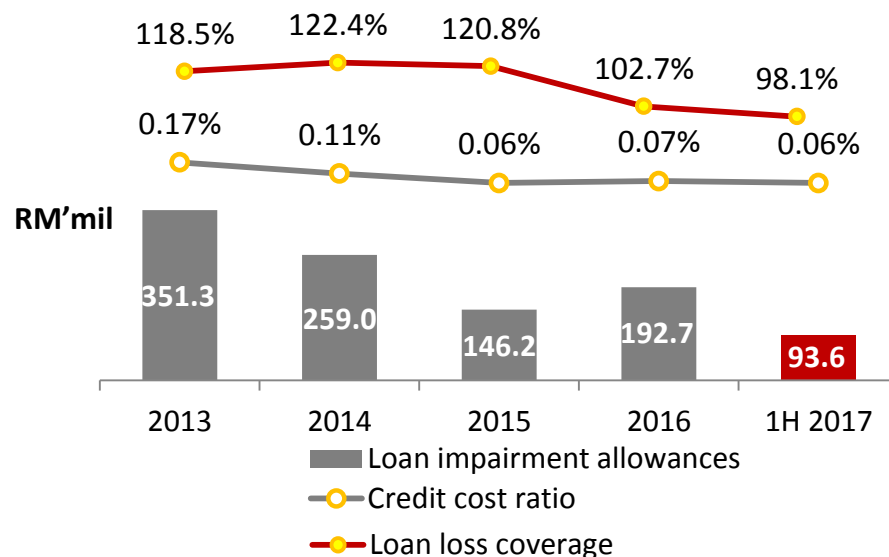 118.5% 122.4% 120.8% 102.7% 98.1%
0.17% 0.11% 0.06% 0.07% 0.06%
RM'mil
351.3 259.0 146.2 192.7 93.6
2013 2014 2015 2016 1H 2017
Loan impairment allowances
Credit cost ratio
Loan loss coverage